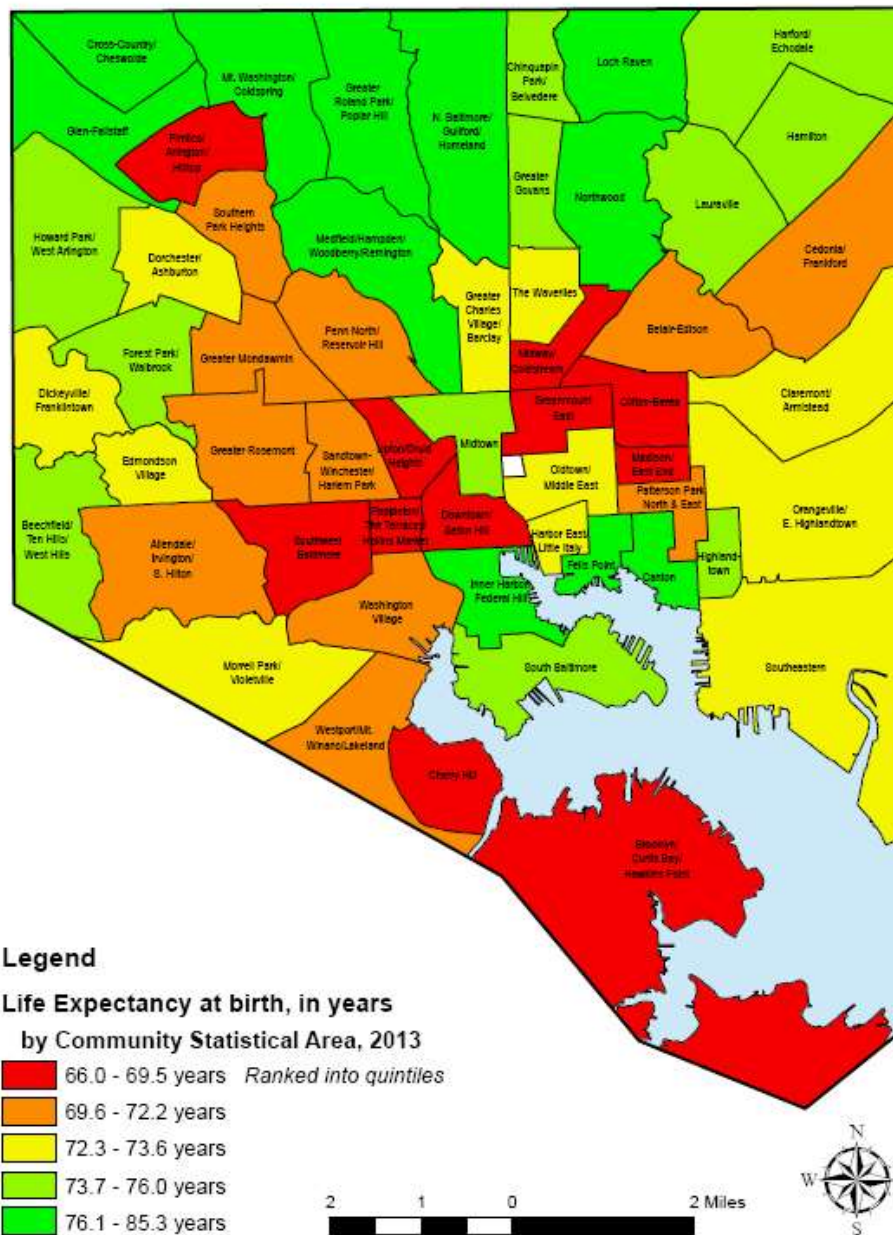 Cross-Country/
Cheswolde
Mt. Washington/
Coldspring
Greater
Roland Park/
Poplar Hill
N. Baltimore/
Guilford/
Homeland
Chinquapin
Park/
Belvedere
Loch Raven
Harford/
Echodale
Glen-Fallstaff
Pimlico/
Arlington/
Hilltop
Hamilton
Greater
Govans
Northwood
Lauraville
Southern
Park Heights
Howard Park/
West Arlington
Dorchester/
Ashburton
Medfield/Hampden/
Woodberry/Remington
Cedonia/
Frankford
The Waverlies
Greater
Charles
Village/
Barclay
Penn North/
Reservoir Hill
Belair-Edison
Forest Park/
Walbrook
Greater Mondawmin
Midway/
Coldstream
Dickeyville/
Franklintown
Claremont/
Armistead
Greenmount
East
Clifton-Berea
Midtown
Edmondson
Village
Greater Rosemont
Sandtown-
Winchester/
Harlem Park
Upton/Druid
Heights
Madison/
East End
Oldtown/
Middle East
Patterson Park
North & East
Orangeville/
E. Highlandtown
Beechfield/
Ten Hills/
West Hills
Allendale/
Irvington/
S. Hilton
Southwest
Baltimore
Poppleton/
The Terraces/
Hollins Market
Downtown/
Seton Hill
Harbor East/
Little Italy
Fells Point
Canton
Highland-
town
Inner Harbor/
Federal Hill
Washington
Village
Morrell Park/
Violetville
South Baltimore
Southeastern
Westport/Mt.
Winans/Lakeland
Cherry Hill
Brooklyn/
Curtis Bay/
Hawkins Point
Legend
Life Expectancy at birth, in years
by Community Statistical Area, 2013
66.0 - 69.5 years Ranked into quintiles
69.6 - 72.2 years
72.3 - 73.6 years
73.7 - 76.0 years
76.1 - 85.3 years
2 1 0 2 Miles
N
W E
S